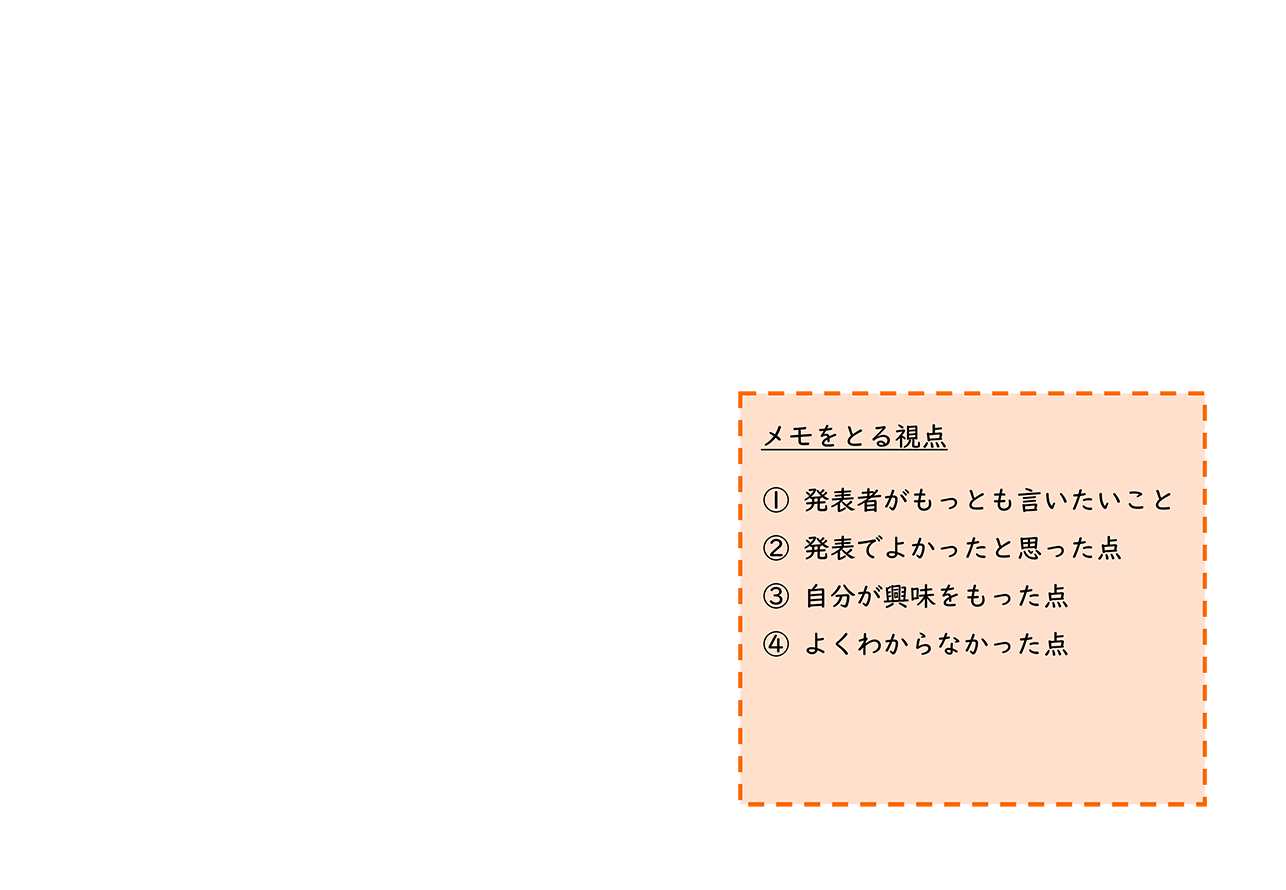 メモをとる視点
① 発表者がもっとも言いたいこと
② 発表でよかったと思った点
③ 自分が興味をもった点
④ よくわからなかった点